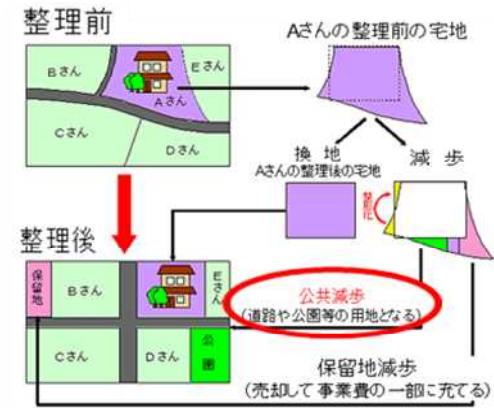 整理前
Aさんの整理前の宅地
Bさん
Eさん
Aさん
Cさん
Dさん
換 地
Aさんの整理後の宅地
減 歩
整形化
整理後
保留地
Bさん
Eさん
公共減歩
(道路や公園等の用地となる)
Cさん
Dさん
公園
保留地減歩
(売却して事業費の一部に充てる)